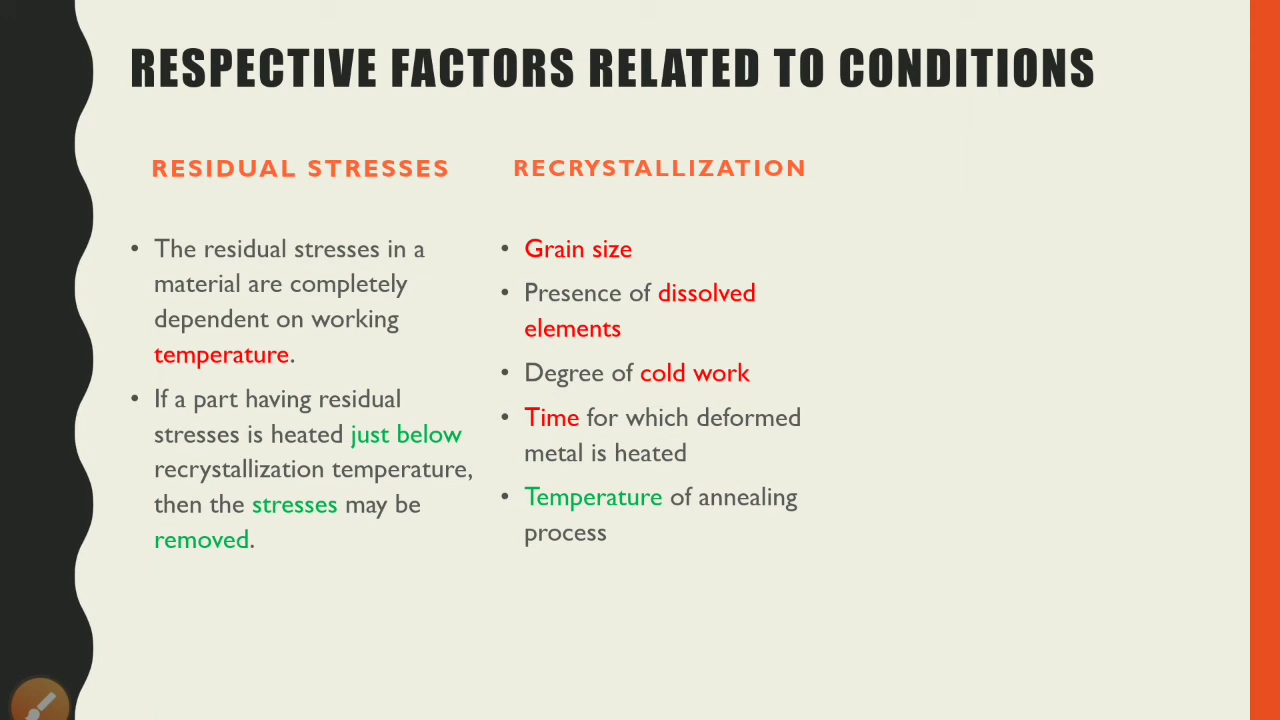 RESPECTIVE FACTORS RELATED TO CONDITIONS
RESIDUAL STRESSES
• The residual stresses in a
material are completely
dependent on working
temperature.
• If a part having residual
stresses is heated just below
recrystallization temperature,
then the stresses may be
removed.
RECRYSTALLIZATION
• Grain size
• Presence of dissolved
elements
• Degree of cold work
• Time for which deformed
metal is heated
• Temperature of annealing
process